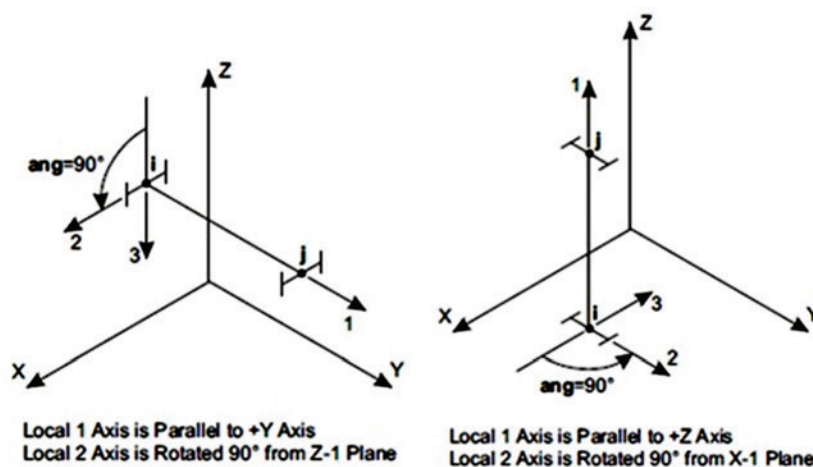 Z
ang=90°
i
2
3
j
1
X
Y
Local 1 Axis is Parallel to +Y Axis
Local 2 Axis is Rotated 90° from Z-1 Plane
Z
1
j
X
i
3
Y
2
ang=90°
Local 1 Axis is Parallel to +Z Axis
Local 2 Axis is Rotated 90° from X-1 Plane